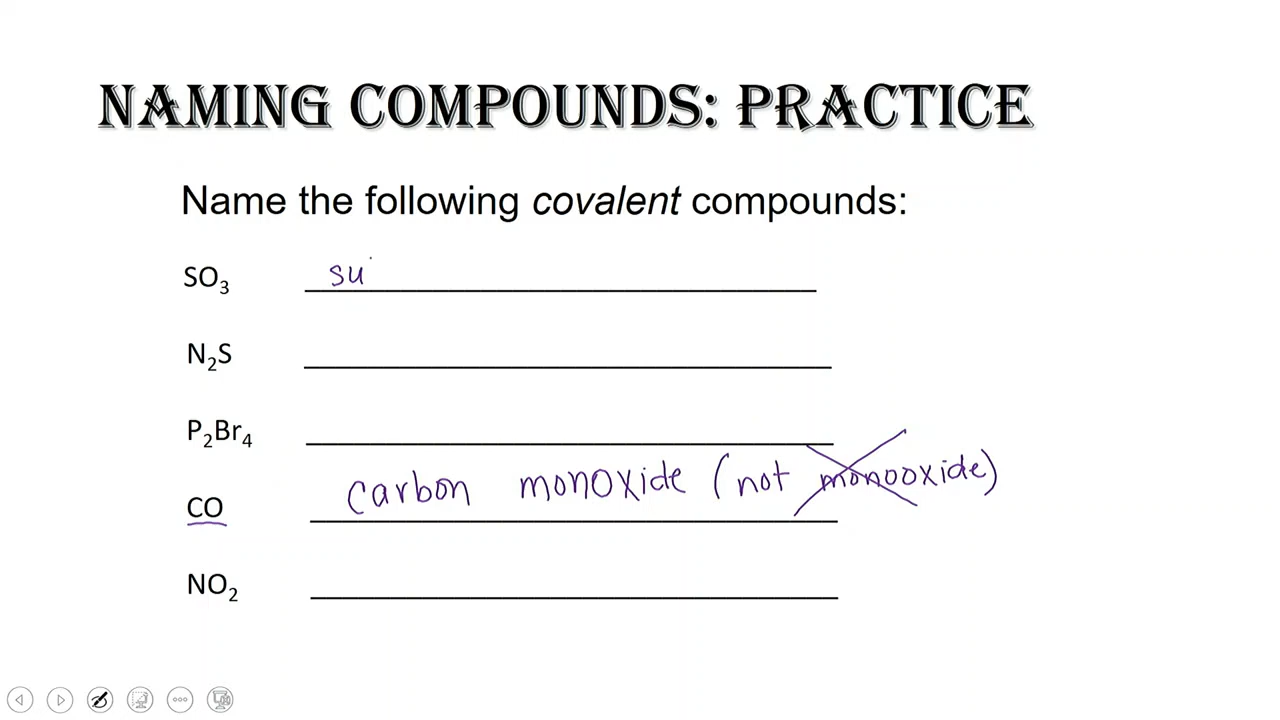 NAMING COMPOUNDS: PRACTICE
Name the following covalent compounds:
SO₃ su
N₂S
P₂Br₄
CO carbon monoxide (not monooxide)
NO₂